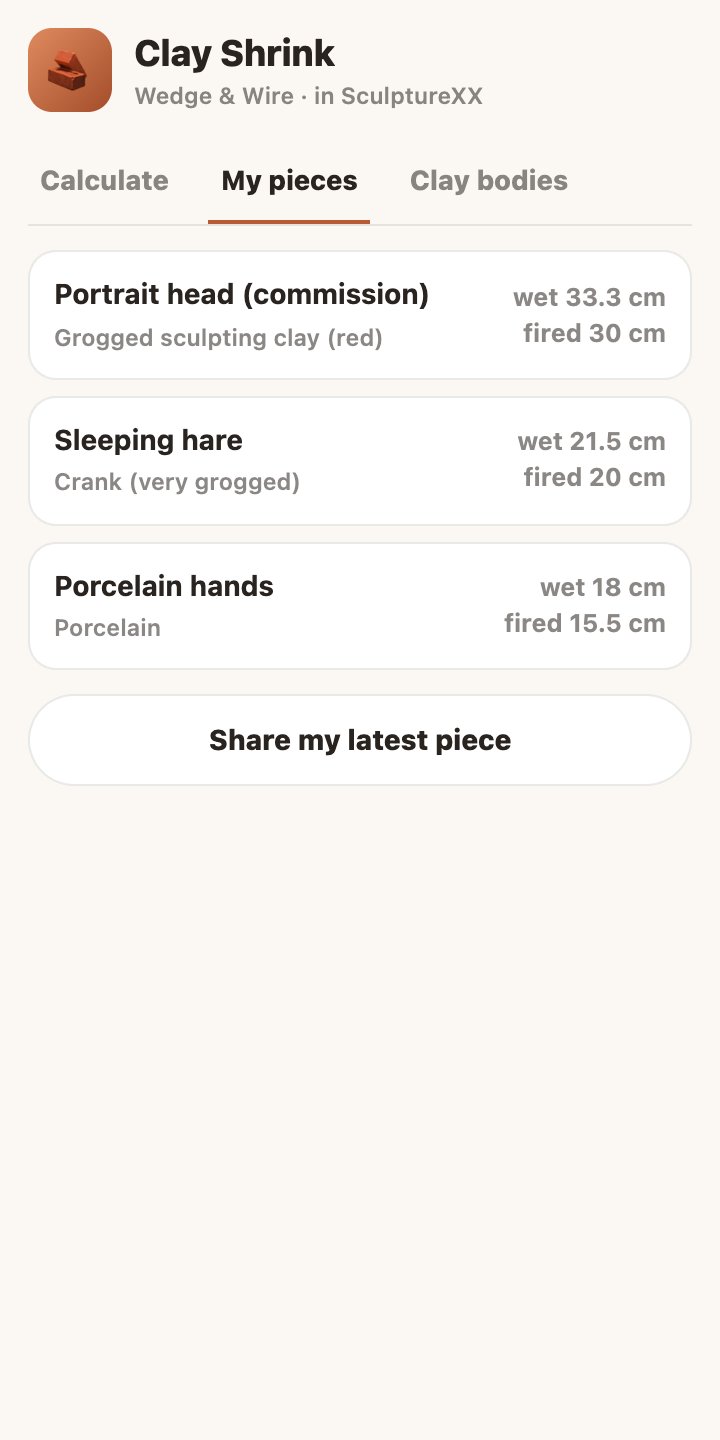 Clay Shrink
Wedge & Wire · in SculptureXX
Calculate My pieces Clay bodies
Portrait head (commission)
Grogged sculpting clay (red)
wet 33.3 cm
fired 30 cm
Sleeping hare
Crank (very grogged)
wet 21.5 cm
fired 20 cm
Porcelain hands
Porcelain
wet 18 cm
fired 15.5 cm
Share my latest piece